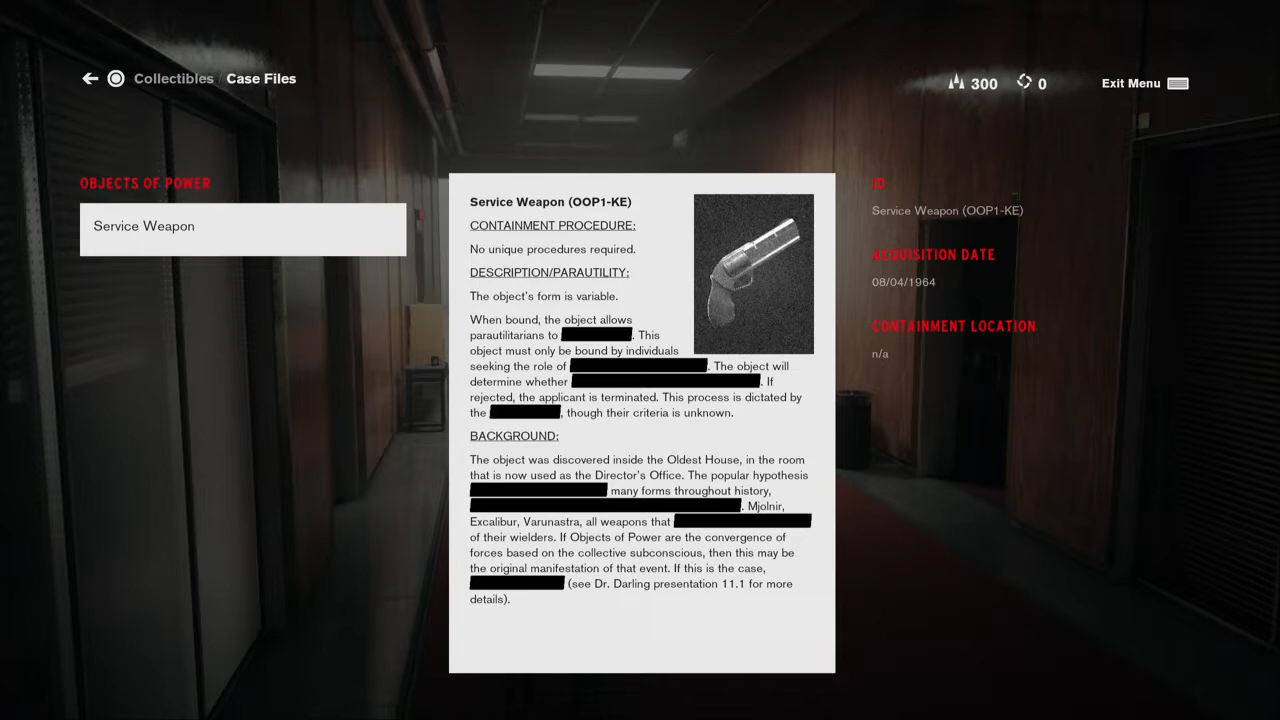 Collectibles / Case Files
300
0
Exit Menu
OBJECTS OF POWER
Service Weapon
Service Weapon (OOP1-KE)
CONTAINMENT PROCEDURE:
No unique procedures required.
DESCRIPTION/PARAUTILITY:
The object's form is variable.
When bound, the object allows
parautilitarians to . This
object must only be bound by individuals
seeking the role of . The object will
determine whether . If
rejected, the applicant is terminated. This process is dictated by
the , though their criteria is unknown.
BACKGROUND:
The object was discovered inside the Oldest House, in the room
that is now used as the Director's Office. The popular hypothesis
many forms throughout history,
. Mjolnir,
Excalibur, Varunastra, all weapons that
of their wielders. If Objects of Power are the convergence of
forces based on the collective subconscious, then this may be
the original manifestation of that event. If this is the case,
(see Dr. Darling presentation 11.1 for more
details).
ID
Service Weapon (OOP1-KE)
ACQUISITION DATE
08/04/1964
CONTAINMENT LOCATION
n/a